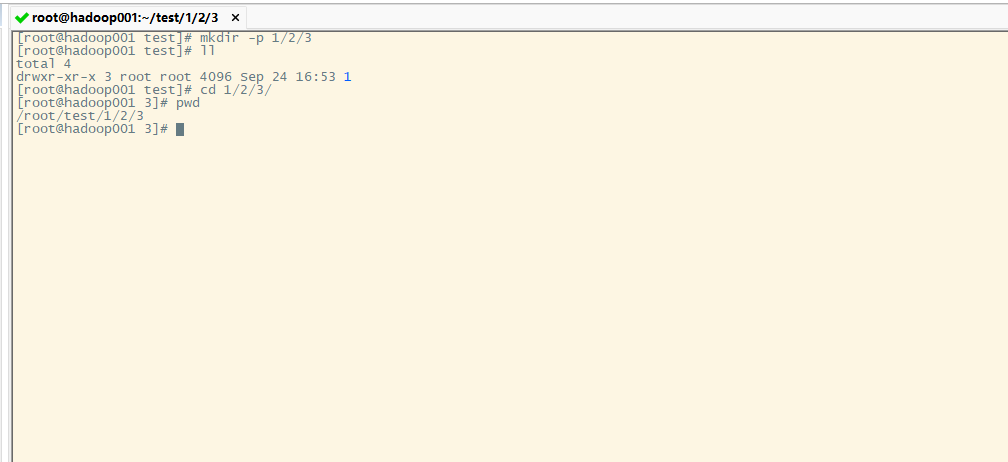 root@hadoop001:~/test/1/2/3 ×
[root@hadoop001 test]# mkdir -p 1/2/3
[root@hadoop001 test]# ll
total 4
drwxr-xr-x 3 root root 4096 Sep 24 16:53 1
[root@hadoop001 test]# cd 1/2/3/
[root@hadoop001 3]# pwd
/root/test/1/2/3
[root@hadoop001 3]#